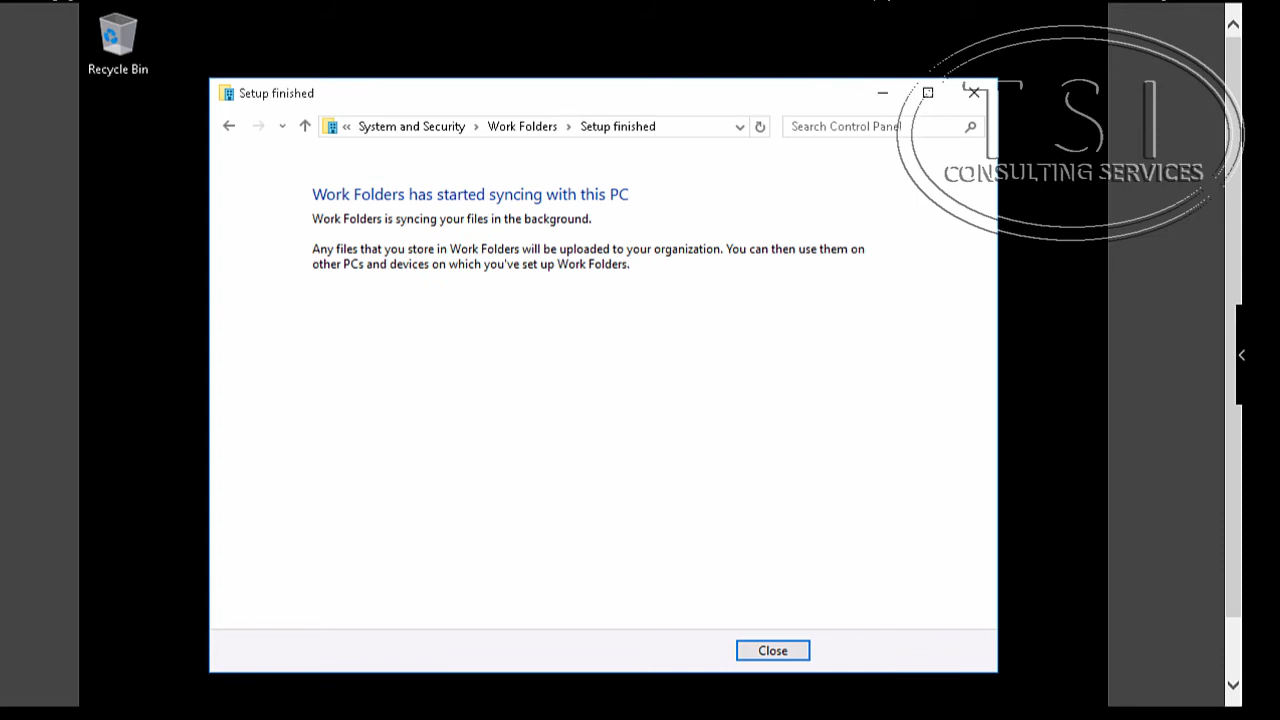 Recycle Bin
Setup finished
« System and Security > Work Folders > Setup finished
Search Control Panel
TSI
CONSULTING SERVICES
Work Folders has started syncing with this PC
Work Folders is syncing your files in the background.
Any files that you store in Work Folders will be uploaded to your organization. You can then use them on
other PCs and devices on which you've set up Work Folders.
Close